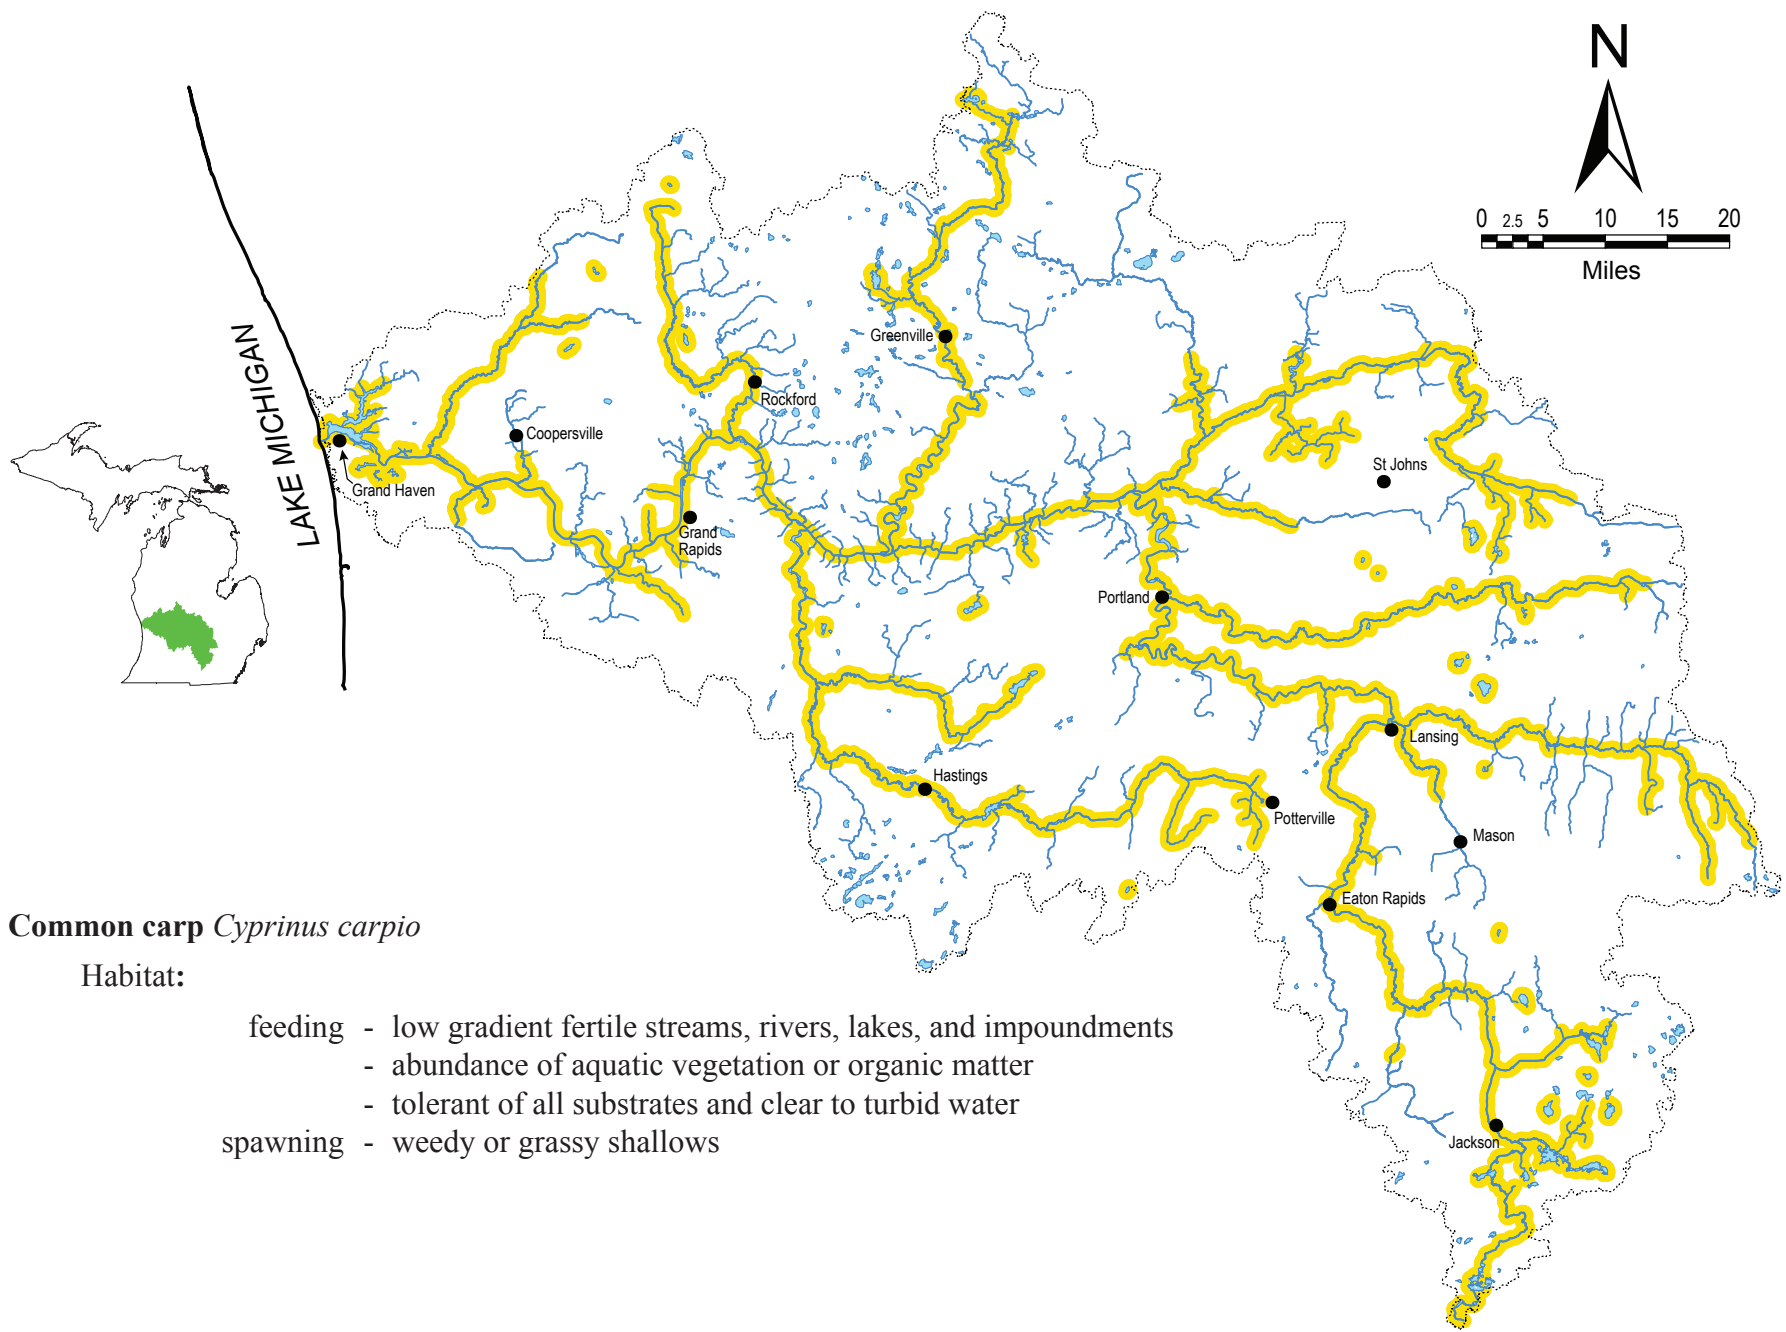 N
0 2.5 5 10 15 20
Miles
LAKE MICHIGAN
Greenville
Rockford
Coopersville
St Johns
Grand Haven
Grand
Rapids
Portland
Lansing
Hastings
Potterville
Mason
Eaton Rapids
Jackson
Common carp Cyprinus carpio
Habitat:
feeding - low gradient fertile streams, rivers, lakes, and impoundments
- abundance of aquatic vegetation or organic matter
- tolerant of all substrates and clear to turbid water
spawning - weedy or grassy shallows